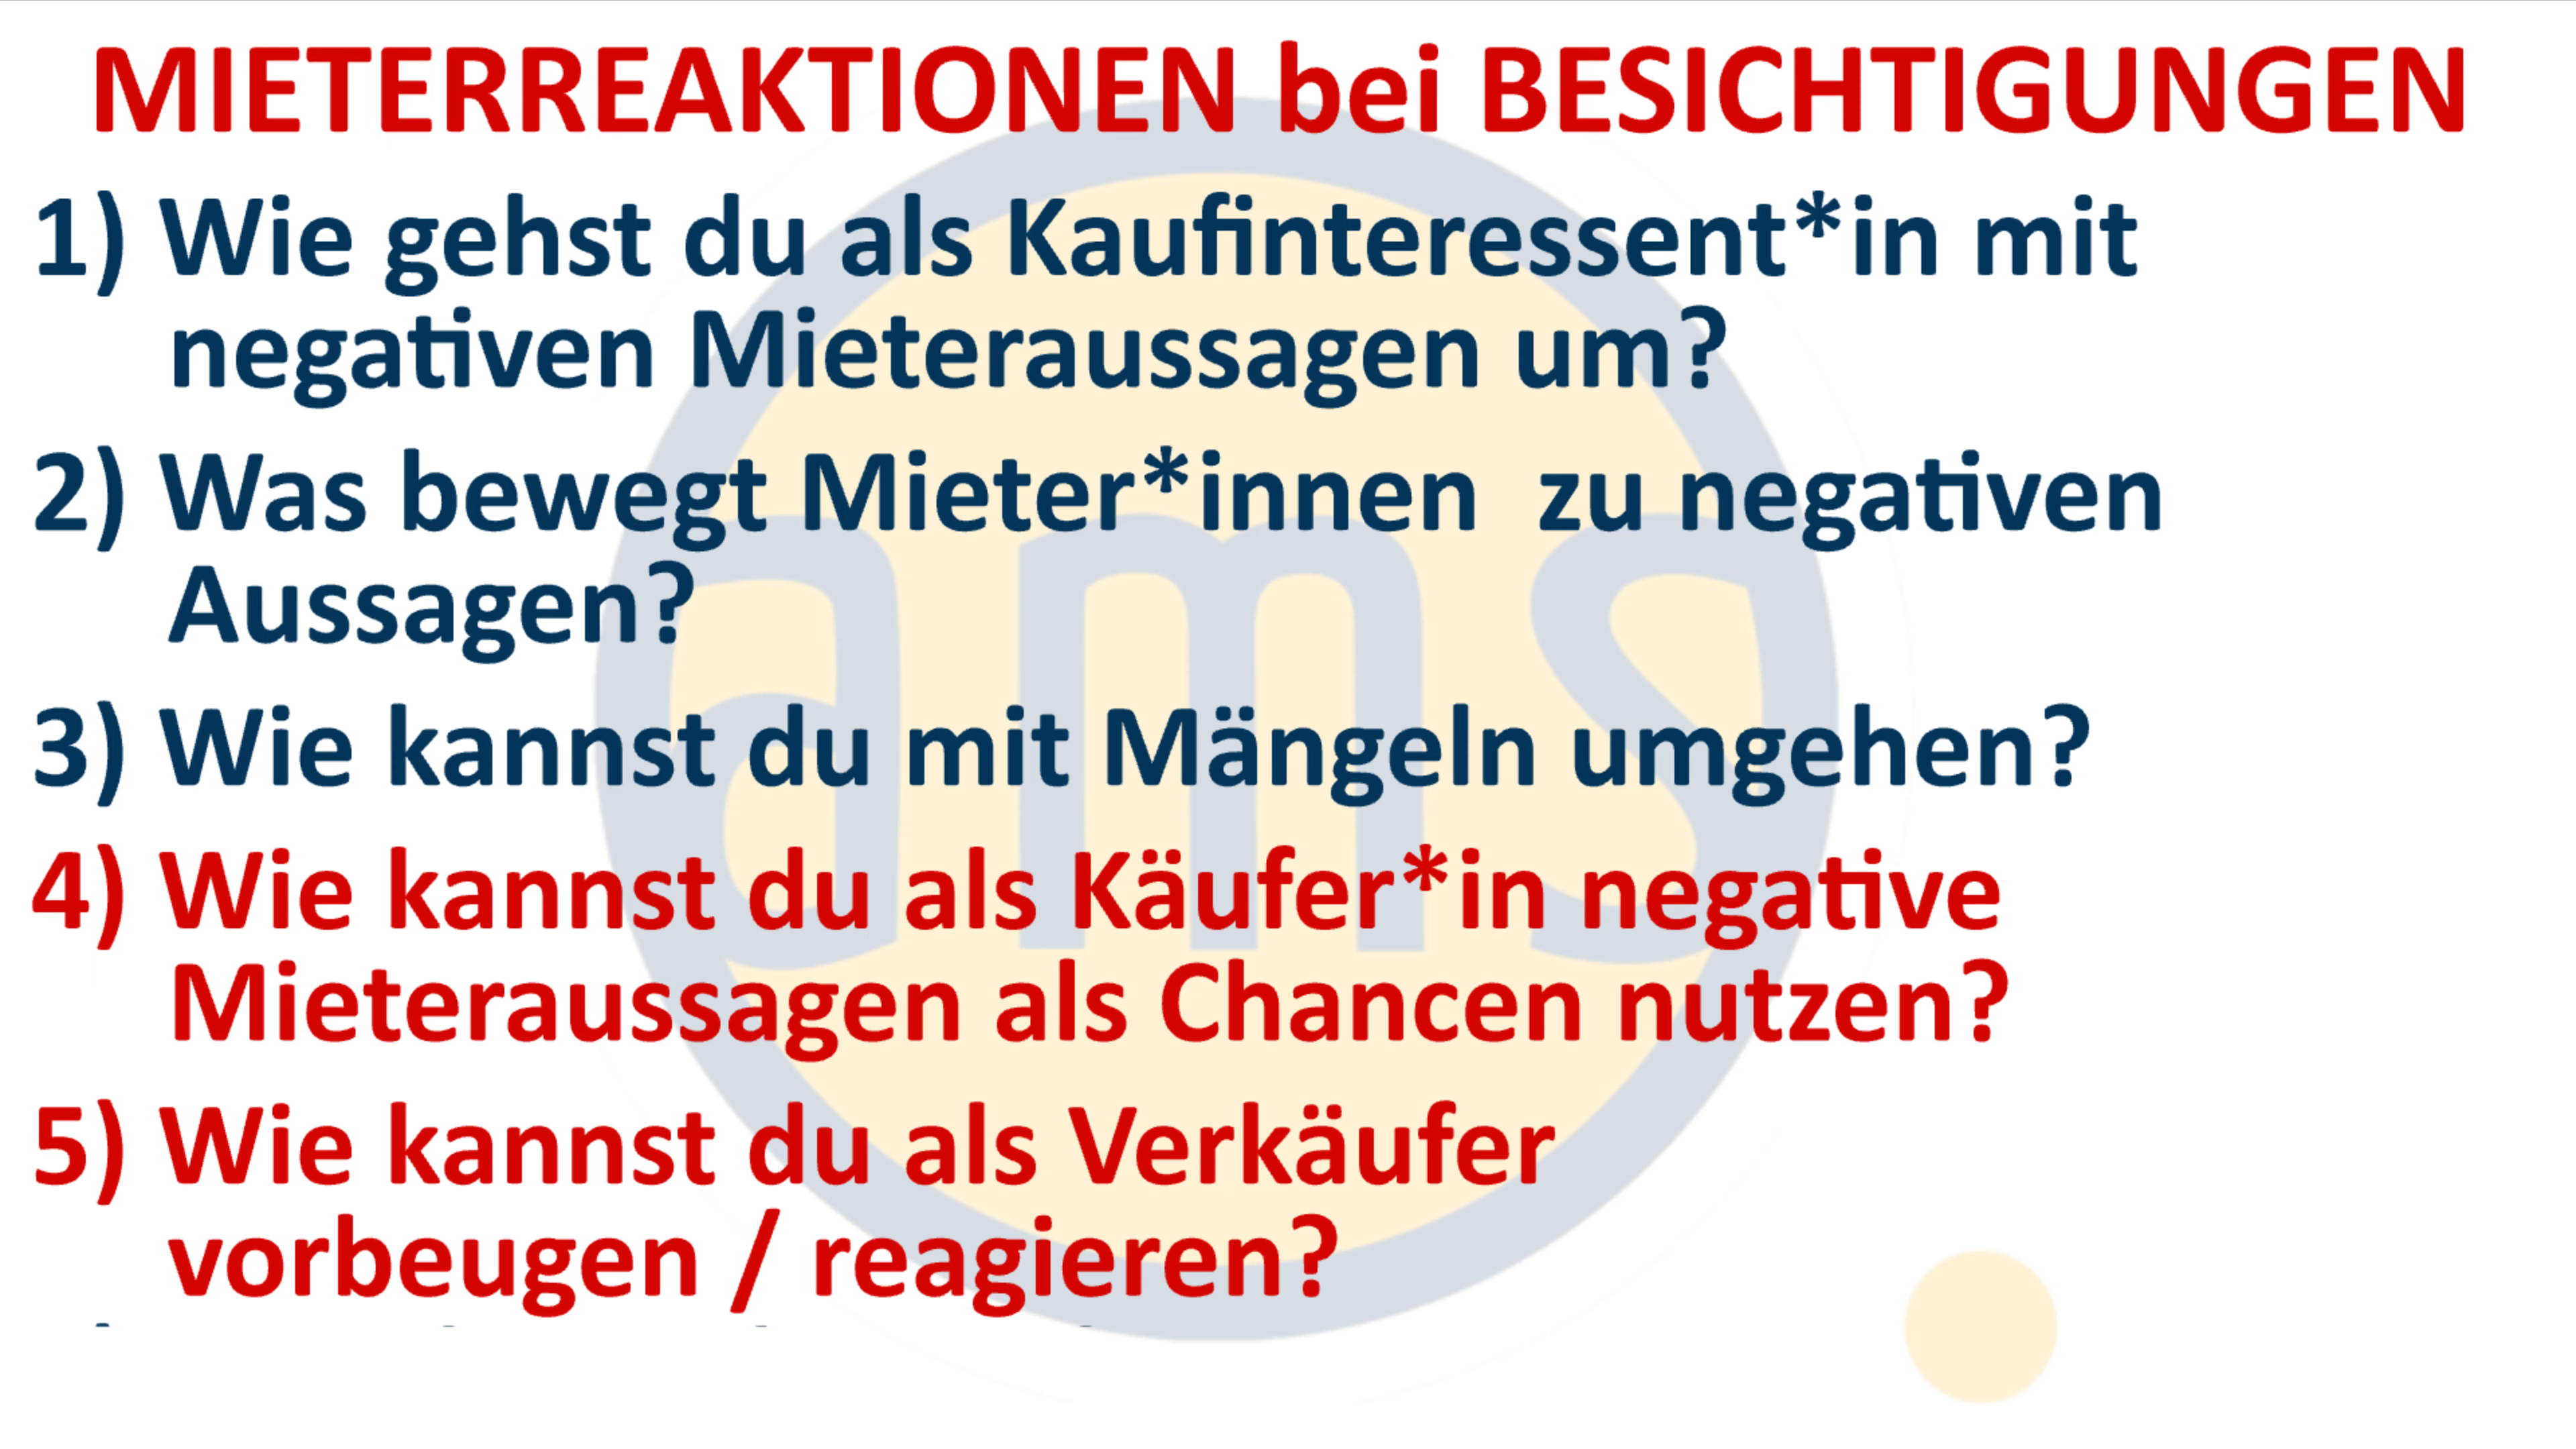 MIETERREAKTIONEN bei BESICHTIGUNGEN
1) Wie gehst du als Kaufinteressent*in mit
negativen Mieteraussagen um?
2) Was bewegt Mieter*innen zu negativen
Aussagen?
3) Wie kannst du mit Mängeln umgehen?
4) Wie kannst du als Käufer*in negative
Mieteraussagen als Chancen nutzen?
5) Wie kannst du als Verkäufer
vorbeugen / reagieren?
ams